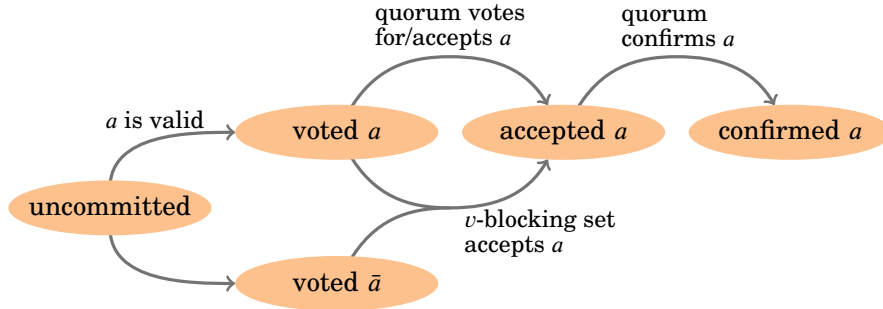 quorum votes
for/accepts a
quorum
confirms a
a is valid
voted a
accepted a
confirmed a
uncommitted
v-blocking set
accepts a
voted ā